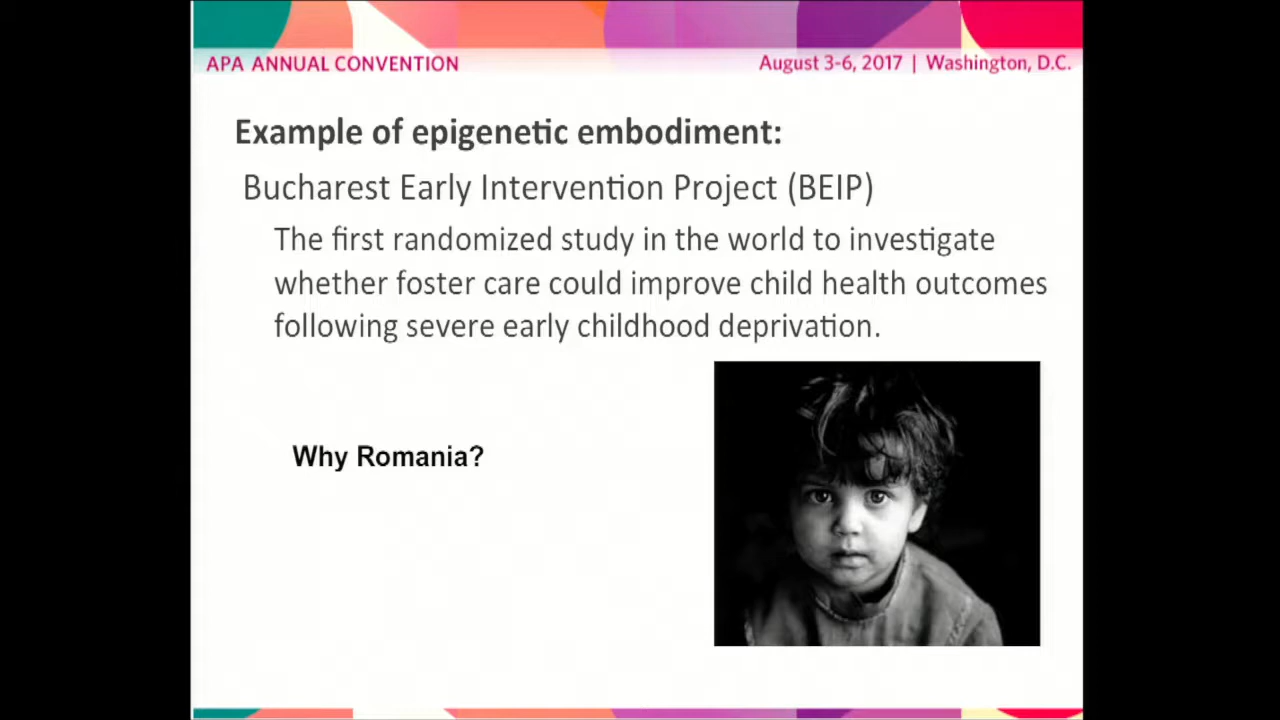 APA ANNUAL CONVENTION
August 3-6, 2017 | Washington, D.C.
Example of epigenetic embodiment:
Bucharest Early Intervention Project (BEIP)
The first randomized study in the world to investigate
whether foster care could improve child health outcomes
following severe early childhood deprivation.
Why Romania?